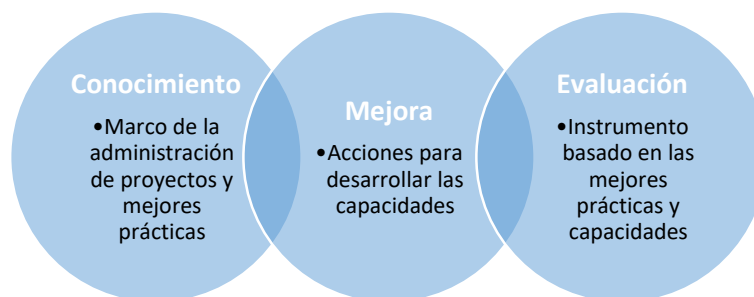 Conocimiento
•Marco de la
administración
de proyectos y
mejores
prácticas
Mejora
•Acciones para
desarrollar las
capacidades
Evaluación
•Instrumento
basado en las
mejores
prácticas y
capacidades